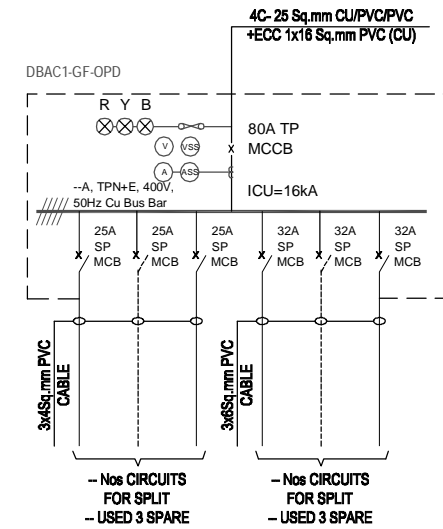 4C- 25 Sq.mm CU/PVC/PVC
+ECC 1x16 Sq.mm PVC (CU)
DBAC1-GF-OPD
R Y B
V VSS
A ASS
80A TP
MCCB
ICU=16kA
--A, TPN+E, 400V,
50Hz Cu Bus Bar
25A
SP
MCB
25A
SP
MCB
25A
SP
MCB
32A
SP
MCB
32A
SP
MCB
32A
SP
MCB
3x4Sq.mm PVC
CABLE
3x6Sq.mm PVC
CABLE
-- Nos CIRCUITS
FOR SPLIT
-- USED 3 SPARE
-- Nos CIRCUITS
FOR SPLIT
-- USED 3 SPARE